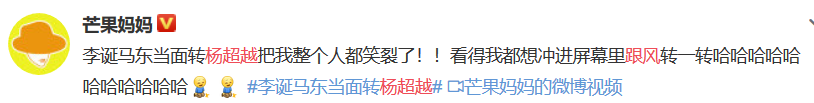 芒果妈妈
李诞马东当面转杨超越把我整个人都笑裂了！！看得我都想冲进屏幕里跟风转一转哈哈哈哈哈
哈哈哈哈哈哈 #李诞马东当面转杨超越# 芒果妈妈的微博视频